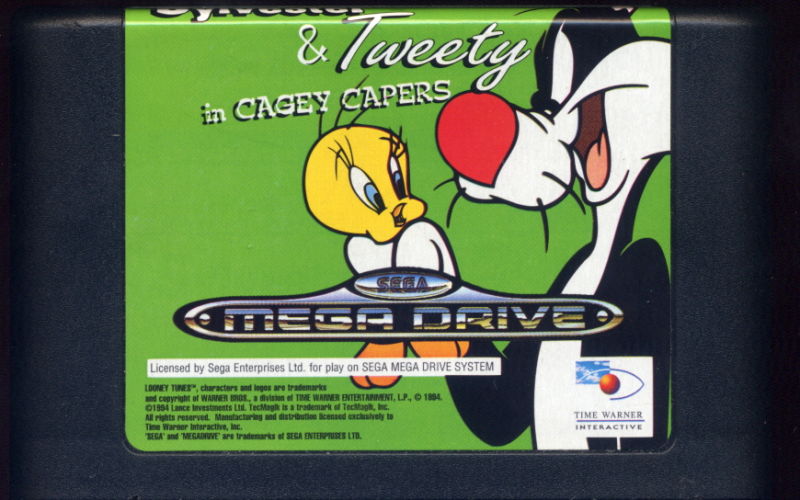 Sylvester
& Tweety
in CAGEY CAPERS
SEGA
MEGA DRIVE
Licensed by Sega Enterprises Ltd. for play on SEGA MEGA DRIVE SYSTEM
LOONEY TUNES™, characters and logos are trademarks
and copyright of WARNER BROS., a division of TIME WARNER ENTERTAINMENT, L.P., © 1994.
©1994 Lance Investments Ltd. TecMagik is a trademark of TecMagik, Inc.
All rights reserved. Manufacturing and distribution licensed exclusively to
Time Warner Interactive, Inc.
'SEGA' and 'MEGADRIVE' are trademarks of SEGA ENTERPRISES LTD.
TIME WARNER
INTERACTIVE